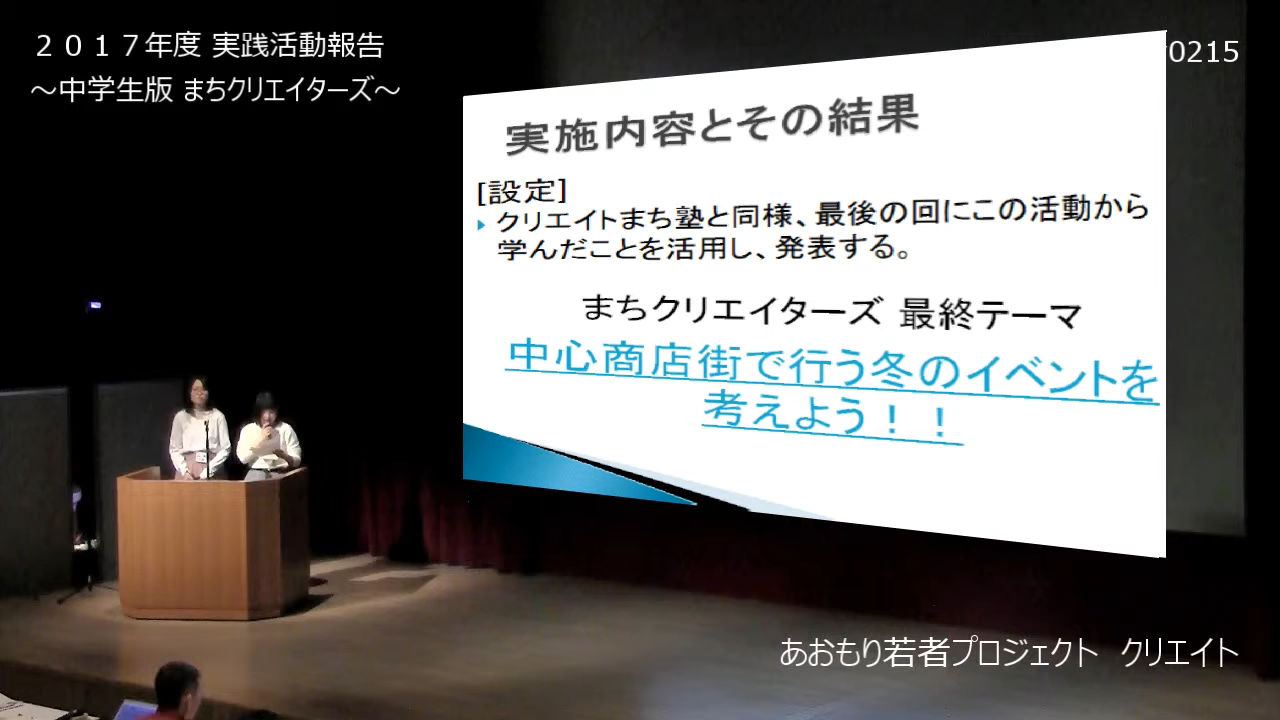 ２０１７年度 実践活動報告
～中学生版 まちクリエイターズ～
0215
実施内容とその結果
[設定]
クリエイトまち塾と同様、最後の回にこの活動から
学んだことを活用し、発表する。
まちクリエイターズ 最終テーマ
中心商店街で行う冬のイベントを
考えよう！！
あおもり若者プロジェクト クリエイト